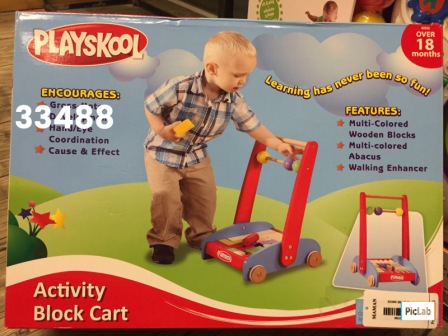 PLAYSKOOL
OVER
18
months
Learning has never been so fun!
ENCOURAGES:
33488
Hand/Eye
Coordination
Cause & Effect
FEATURES:
Multi-Colored
Wooden Blocks
Multi-colored
Abacus
Walking Enhancer
Activity
Block Cart
MAMAN
PicLab